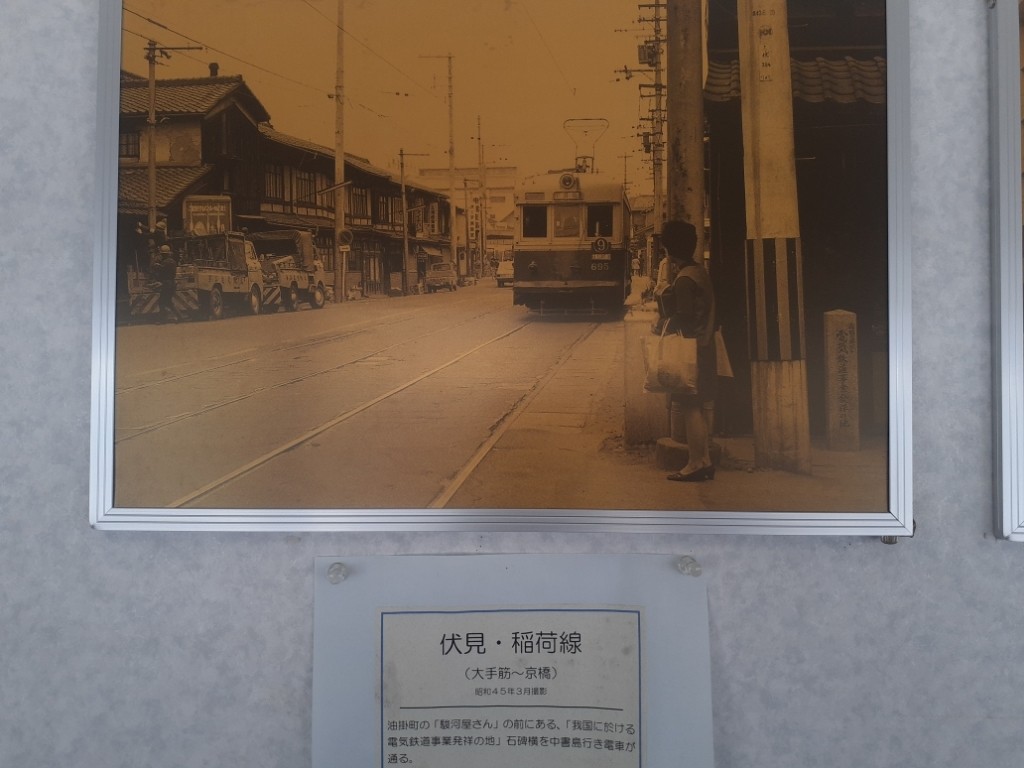 9
695
伏見・稲荷線
（大手筋～京橋）
昭和４５年３月撮影
油掛町の「駿河屋さん」の前にある、「我国に於ける
電気鉄道事業発祥の地」石碑横を中書島行き電車が
通る。